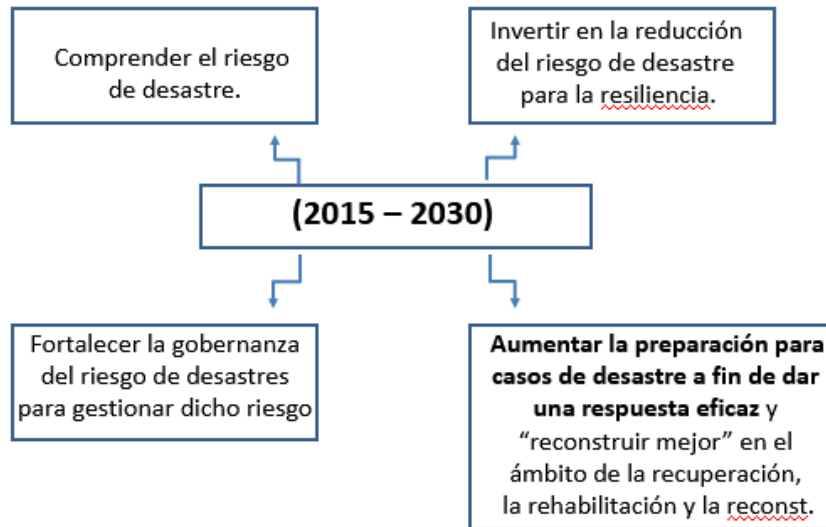 Comprender el riesgo
de desastre.
Invertir en la reducción
del riesgo de desastre
para la resiliencia.
(2015 – 2030)
Fortalecer la gobernanza
del riesgo de desastres
para gestionar dicho riesgo
Aumentar la preparación para
casos de desastre a fin de dar
una respuesta eficaz y
“reconstruir mejor” en el
ámbito de la recuperación,
la rehabilitación y la reconst.